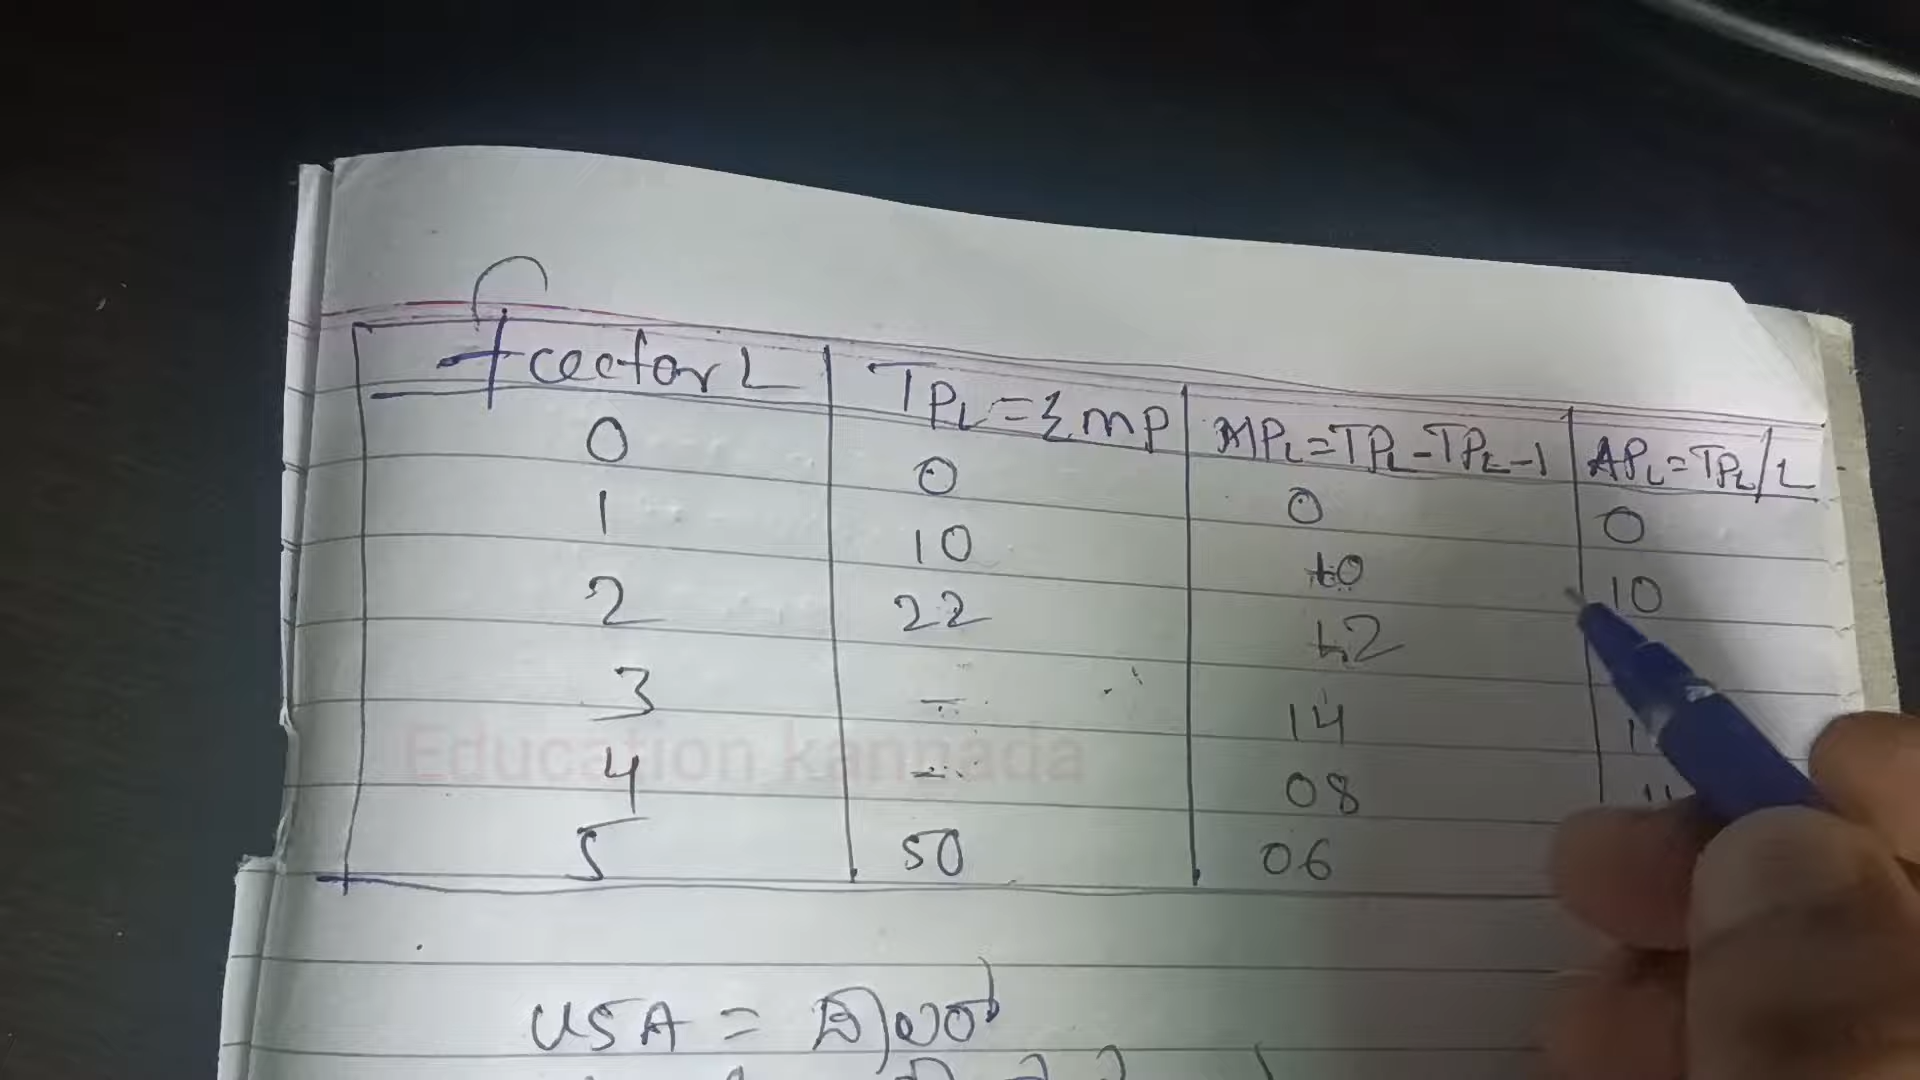 factor L TPL = Σmp MPL=TPL-TPL-1 APL=TPL/L
0 0 0 0
1 10 10 10
2 22 12
3 - 14
4 - 08
5 50 06
Education kannada
USA =